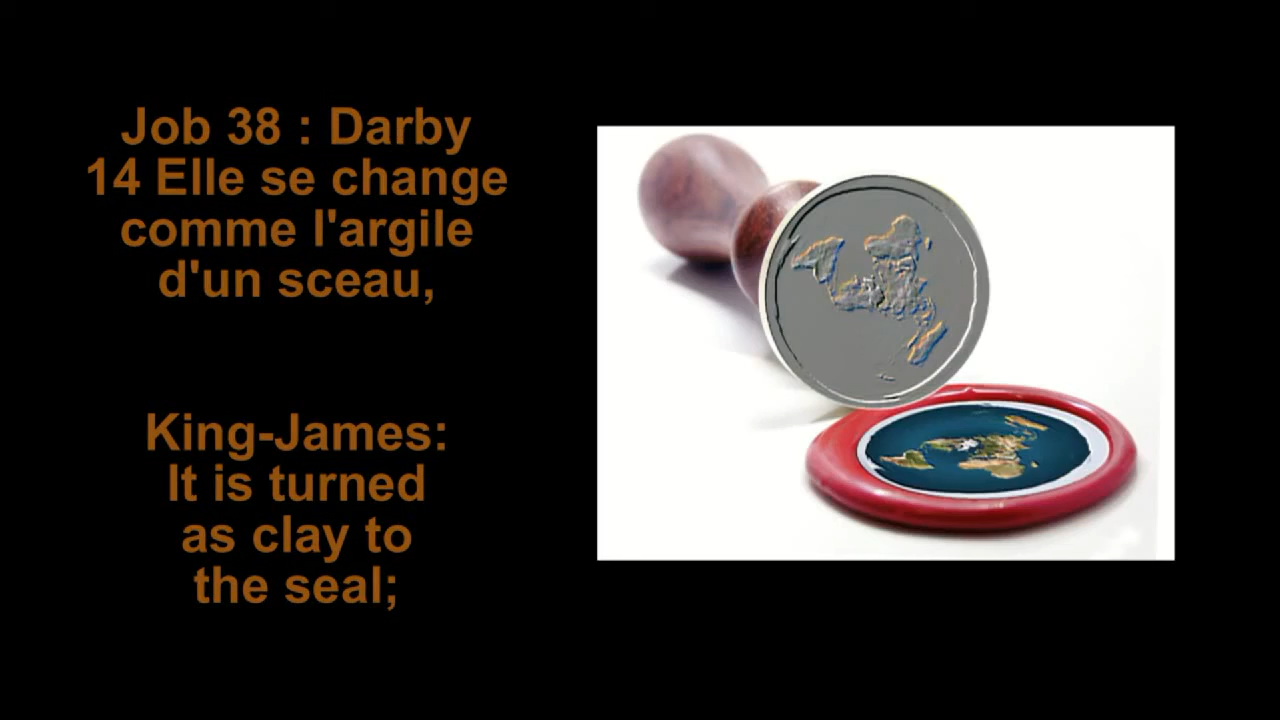 Job 38 : Darby
14 Elle se change
comme l'argile
d'un sceau,
King-James:
It is turned
as clay to
the seal;